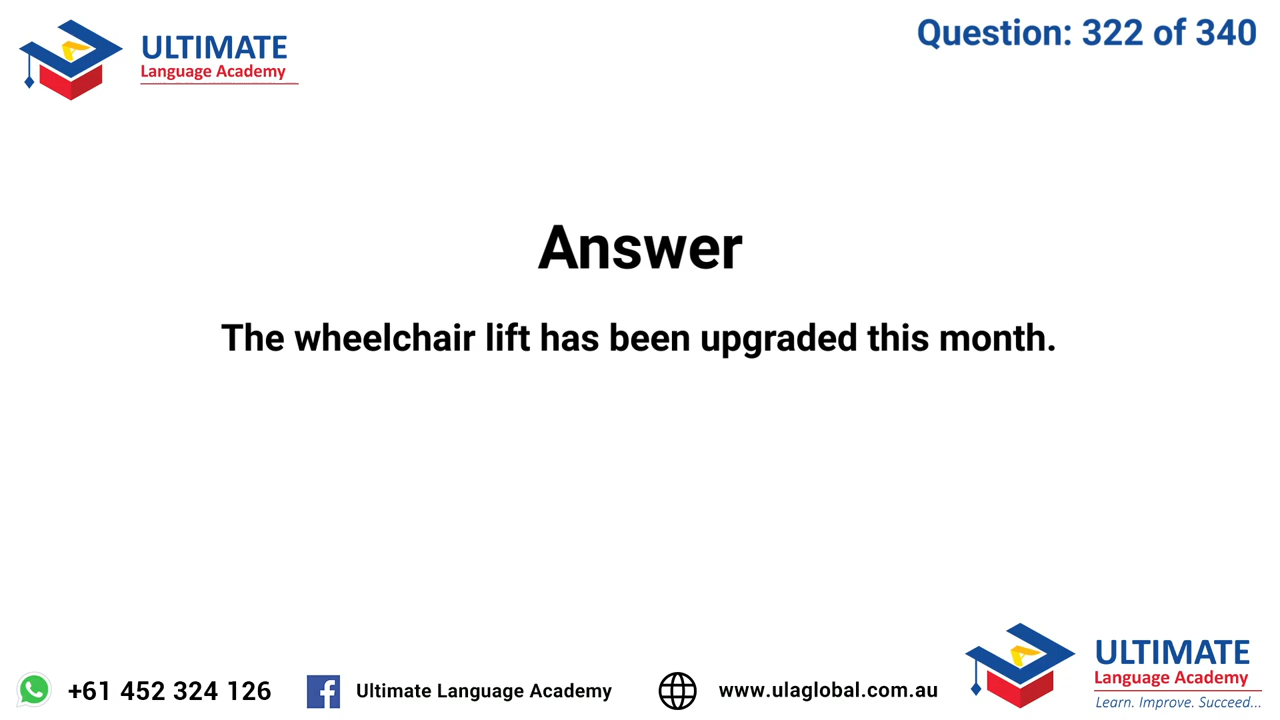 ULTIMATE
Language Academy
Question: 322 of 340
Answer
The wheelchair lift has been upgraded this month.
+61 452 324 126
Ultimate Language Academy
www.ulaglobal.com.au
ULTIMATE
Language Academy
Learn. Improve. Succeed...